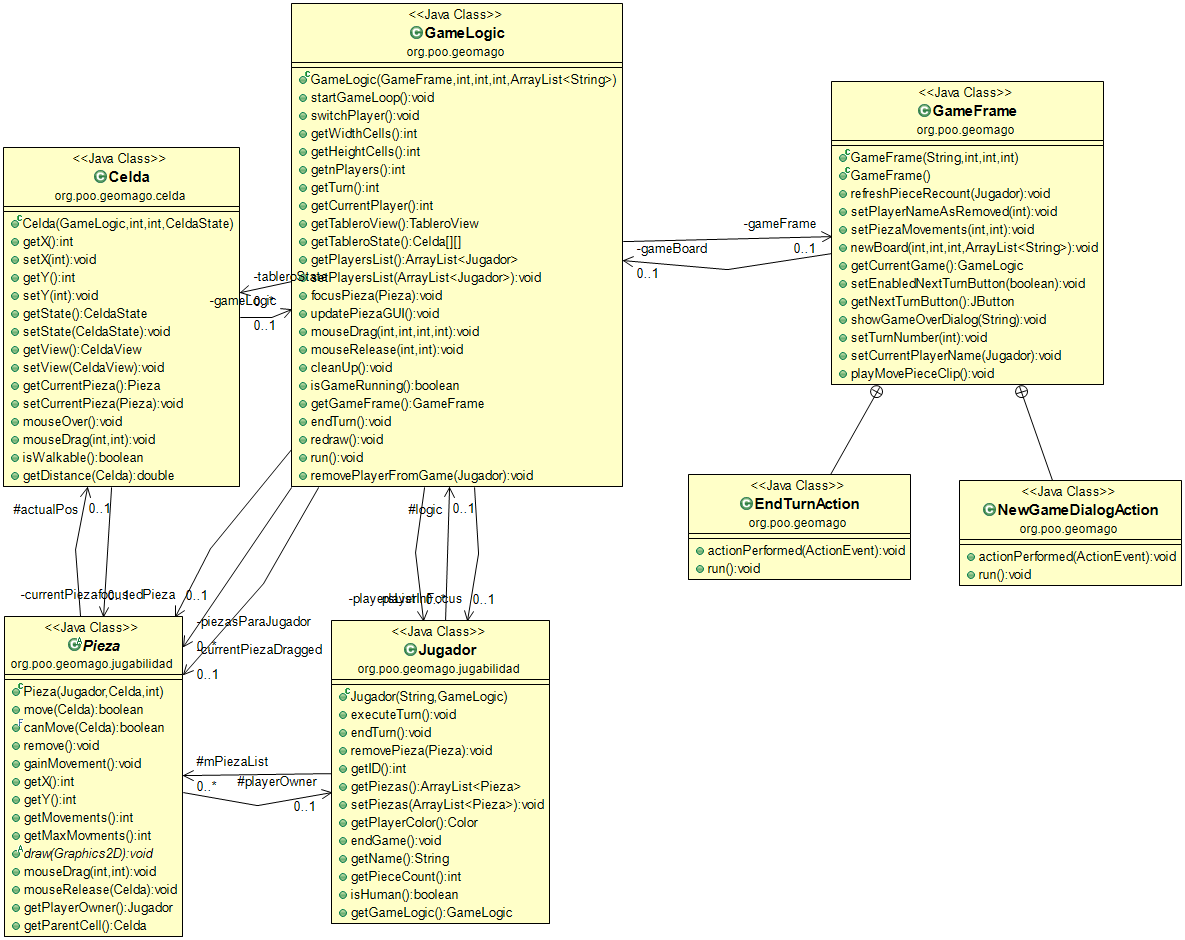 <<Java Class>>
GameLogic
org.poo.geomago
GameLogic(GameFrame,int,int,int,ArrayList<String>)
startGameLoop():void
switchPlayer():void
getWidthCells():int
getHeightCells():int
getnPlayers():int
getTurn():int
getCurrentPlayer():int
getTableroView():TableroView
getTableroState():Celda[][]
getPlayersList():ArrayList<Jugador>
setPlayersList(ArrayList<Jugador>):void
focusPieza(Pieza):void
updatePiezaGUI():void
mouseDrag(int,int,int,int):void
mouseRelease(int,int):void
cleanUp():void
isGameRunning():boolean
getGameFrame():GameFrame
endTurn():void
redraw():void
run():void
removePlayerFromGame(Jugador):void
<<Java Class>>
Celda
org.poo.geomago.celda
Celda(GameLogic,int,int,CeldaState)
getX():int
setX(int):void
getY():int
setY(int):void
getState():CeldaState
setState(CeldaState):void
getView():CeldaView
setView(CeldaView):void
getCurrentPieza():Pieza
setCurrentPieza(Pieza):void
mouseOver():void
mouseDrag(int,int):void
isWalkable():boolean
getDistance(Celda):double
-tableroState
0..*
-gameLogic
0..1
<<Java Class>>
GameFrame
org.poo.geomago
GameFrame(String,int,int,int)
GameFrame()
refreshPieceRecount(Jugador):void
setPlayerNameAsRemoved(int):void
setPiezaMovements(int,int):void
newBoard(int,int,int,ArrayList<String>):void
getCurrentGame():GameLogic
setEnabledNextTurnButton(boolean):void
getNextTurnButton():JButton
showGameOverDialog(String):void
setTurnNumber(int):void
setCurrentPlayerName(Jugador):void
playMovePieceClip():void
-gameFrame
0..1
-gameBoard
0..1
<<Java Class>>
EndTurnAction
org.poo.geomago
actionPerformed(ActionEvent):void
run():void
<<Java Class>>
NewGameDialogAction
org.poo.geomago
actionPerformed(ActionEvent):void
run():void
#actualPos
0..1
#logic
0..1
-currentPieza
0..1
focusedPieza
0..1
-playersList
0..*
playerInFocus
0..1
-piezasParaJugador
0..*
-currentPiezaDragged
0..1
<<Java Class>>
Pieza
org.poo.geomago.jugabilidad
Pieza(Jugador,Celda,int)
move(Celda):boolean
canMove(Celda):boolean
remove():void
gainMovement():void
getX():int
getY():int
getMovements():int
getMaxMovments():int
draw(Graphics2D):void
mouseDrag(int,int):void
mouseRelease(Celda):void
getPlayerOwner():Jugador
getParentCell():Celda
#mPiezaList
0..*
#playerOwner
0..1
<<Java Class>>
Jugador
org.poo.geomago.jugabilidad
Jugador(String,GameLogic)
executeTurn():void
endTurn():void
removePieza(Pieza):void
getID():int
getPiezas():ArrayList<Pieza>
setPiezas(ArrayList<Pieza>):void
getPlayerColor():Color
endGame():void
getName():String
getPieceCount():int
isHuman():boolean
getGameLogic():GameLogic